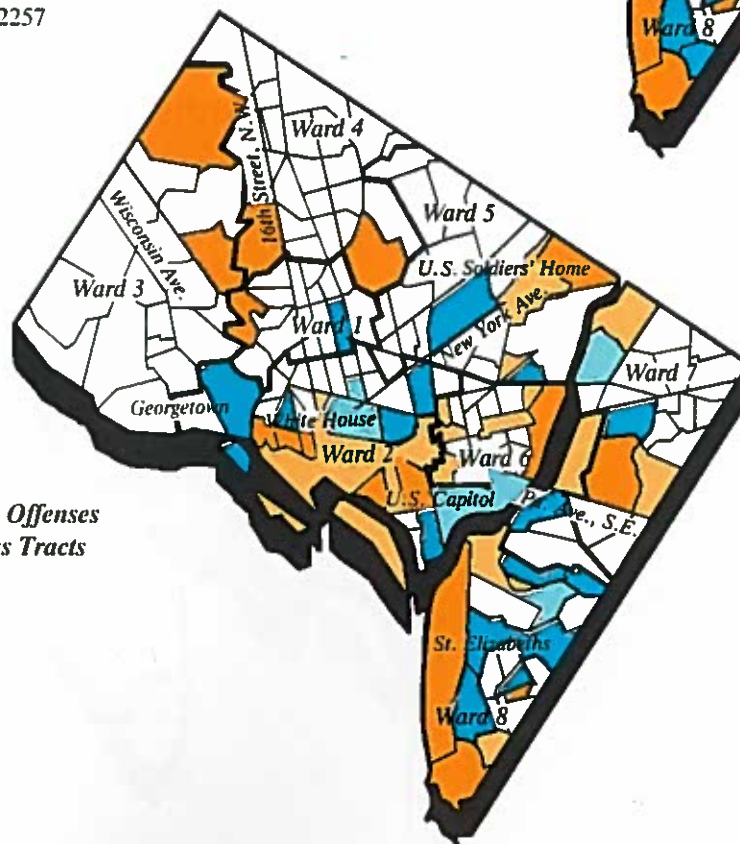 2257
Ward 8
Ward 4
16th Street, N.W.
Ward 5
Wisconsin Ave.
U.S. Soldiers' Home
Ward 3
New York Ave.
Ward 1
Ward 7
Georgetown
White House
Ward 2
Ward 6
U.S. Capitol
Ave., S.E.
Offenses
s Tracts
St. Elizabeths
Ward 8